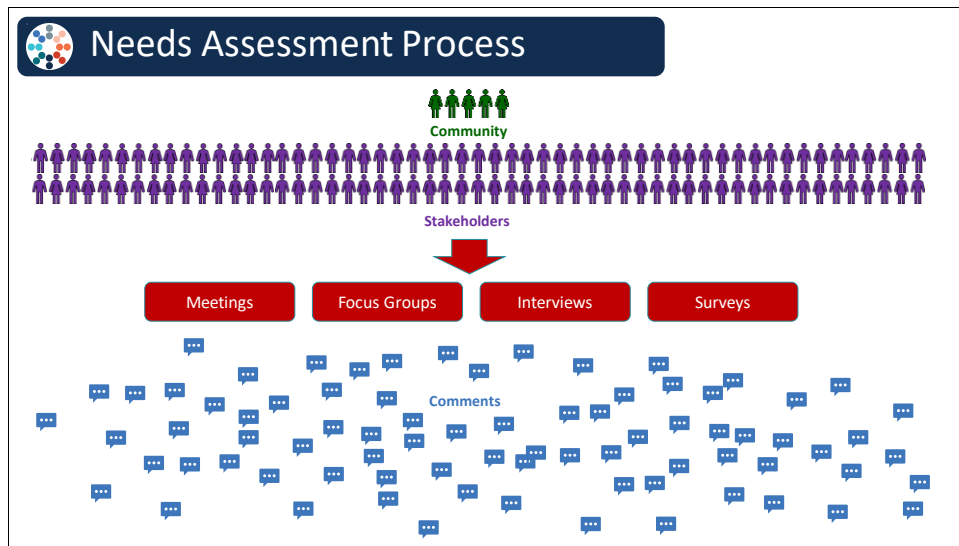 Needs Assessment Process
Community
Stakeholders
Meetings
Focus Groups
Interviews
Surveys
Comments